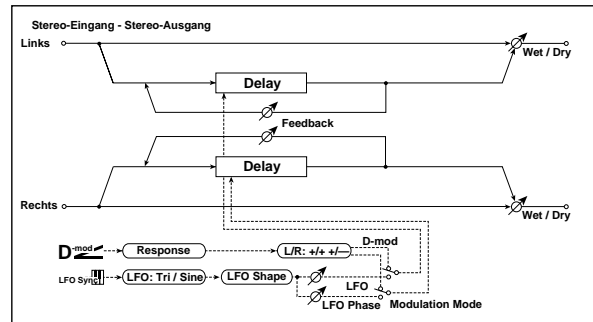 Stereo-Eingang - Stereo-Ausgang
Links
Wet / Dry
Delay
Feedback
Delay
Rechts
Wet / Dry
D-mod
Response
L/R: +/+ +/—
D-mod
LFO Sync
LFO: Tri / Sine
LFO Shape
LFO
LFO Phase
Modulation Mode